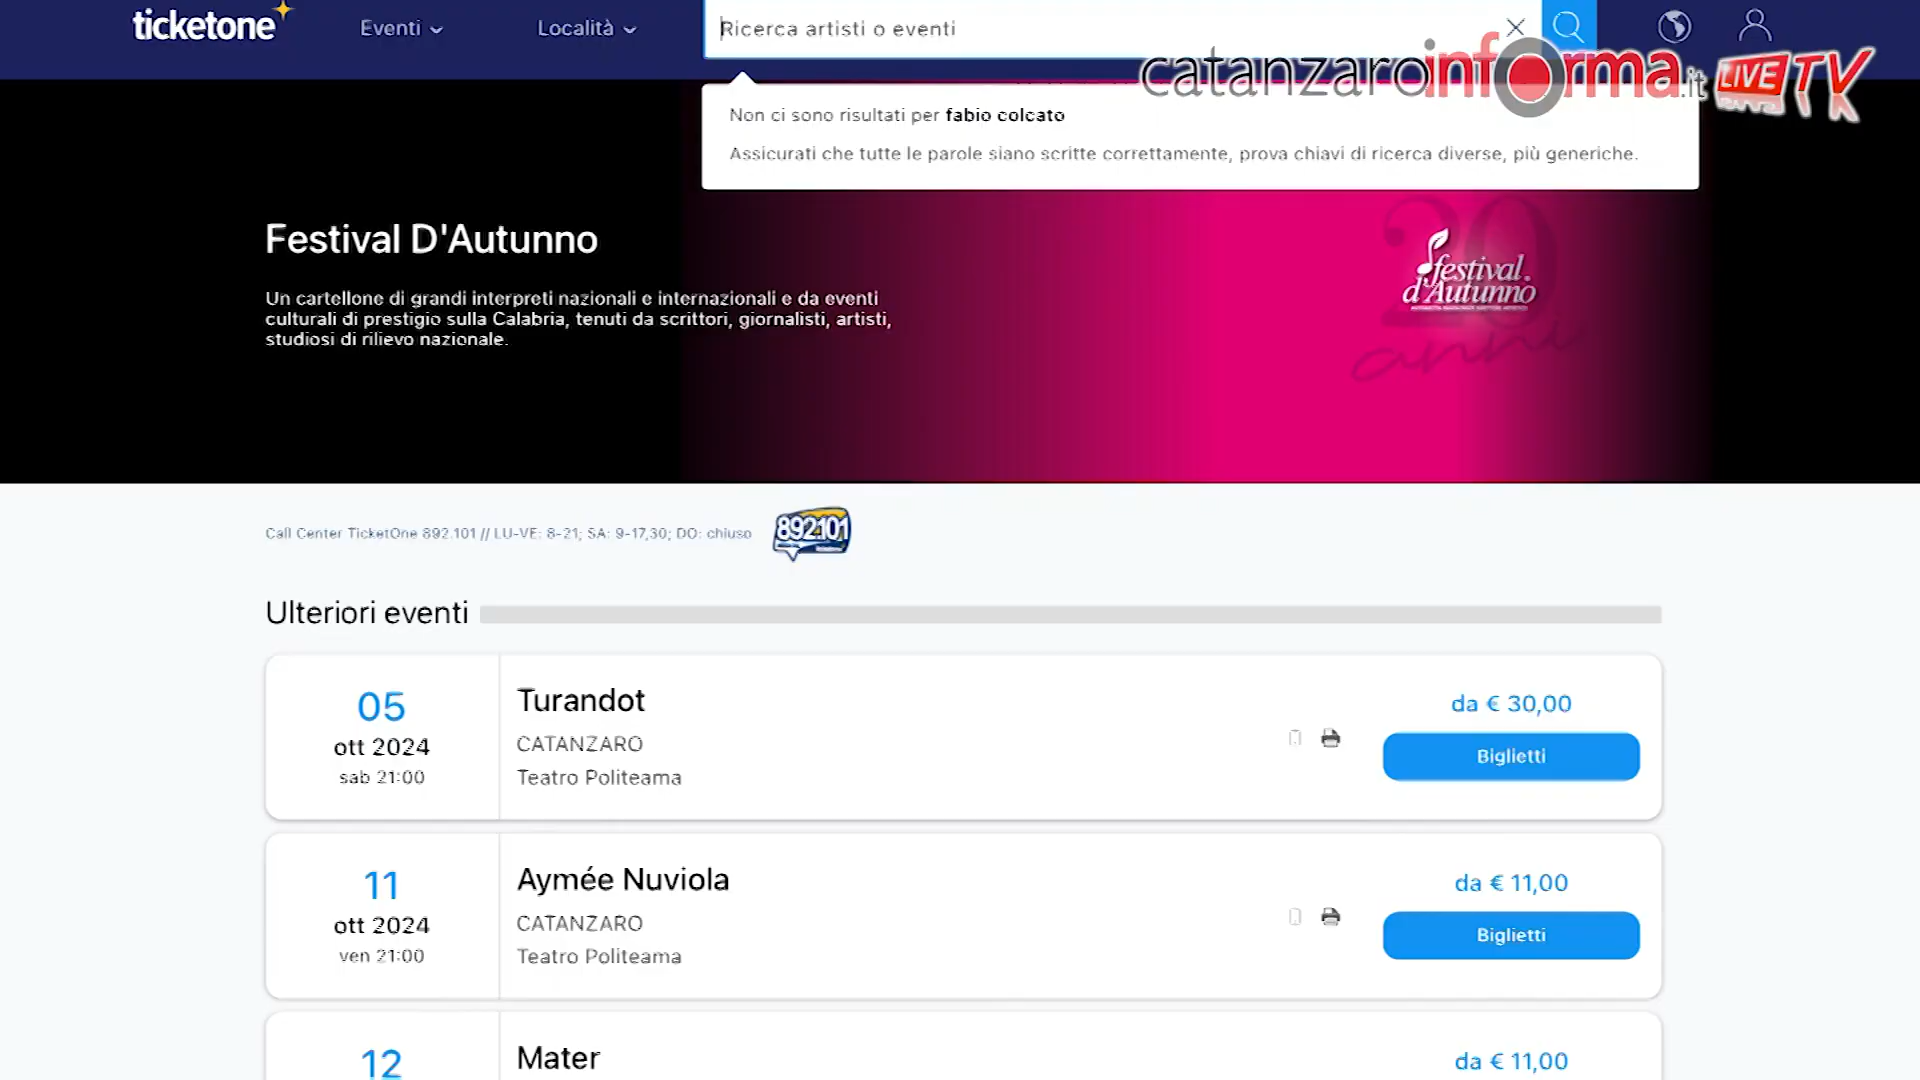 ticketone
Eventi
Località
Ricerca artisti o eventi
catanzaroinforma.it LIVE TV
Non ci sono risultati per fabio colcato
Assicurati che tutte le parole siano scritte correttamente, prova chiavi di ricerca diverse, più generiche.
Festival D'Autunno
Un cartellone di grandi interpreti nazionali e internazionali e da eventi
culturali di prestigio sulla Calabria, tenuti da scrittori, giornalisti, artisti,
studiosi di rilievo nazionale.
20
festival
d'Autunno
anni
Call Center TicketOne 892.101 // LU-VE: 8-21; SA: 9-17,30; DO: chiuso
892101
Ulteriori eventi
05
ott 2024
sab 21:00
Turandot
CATANZARO
Teatro Politeama
da € 30,00
Biglietti
11
ott 2024
ven 21:00
Aymée Nuviola
CATANZARO
Teatro Politeama
da € 11,00
Biglietti
12
Mater
da € 11,00